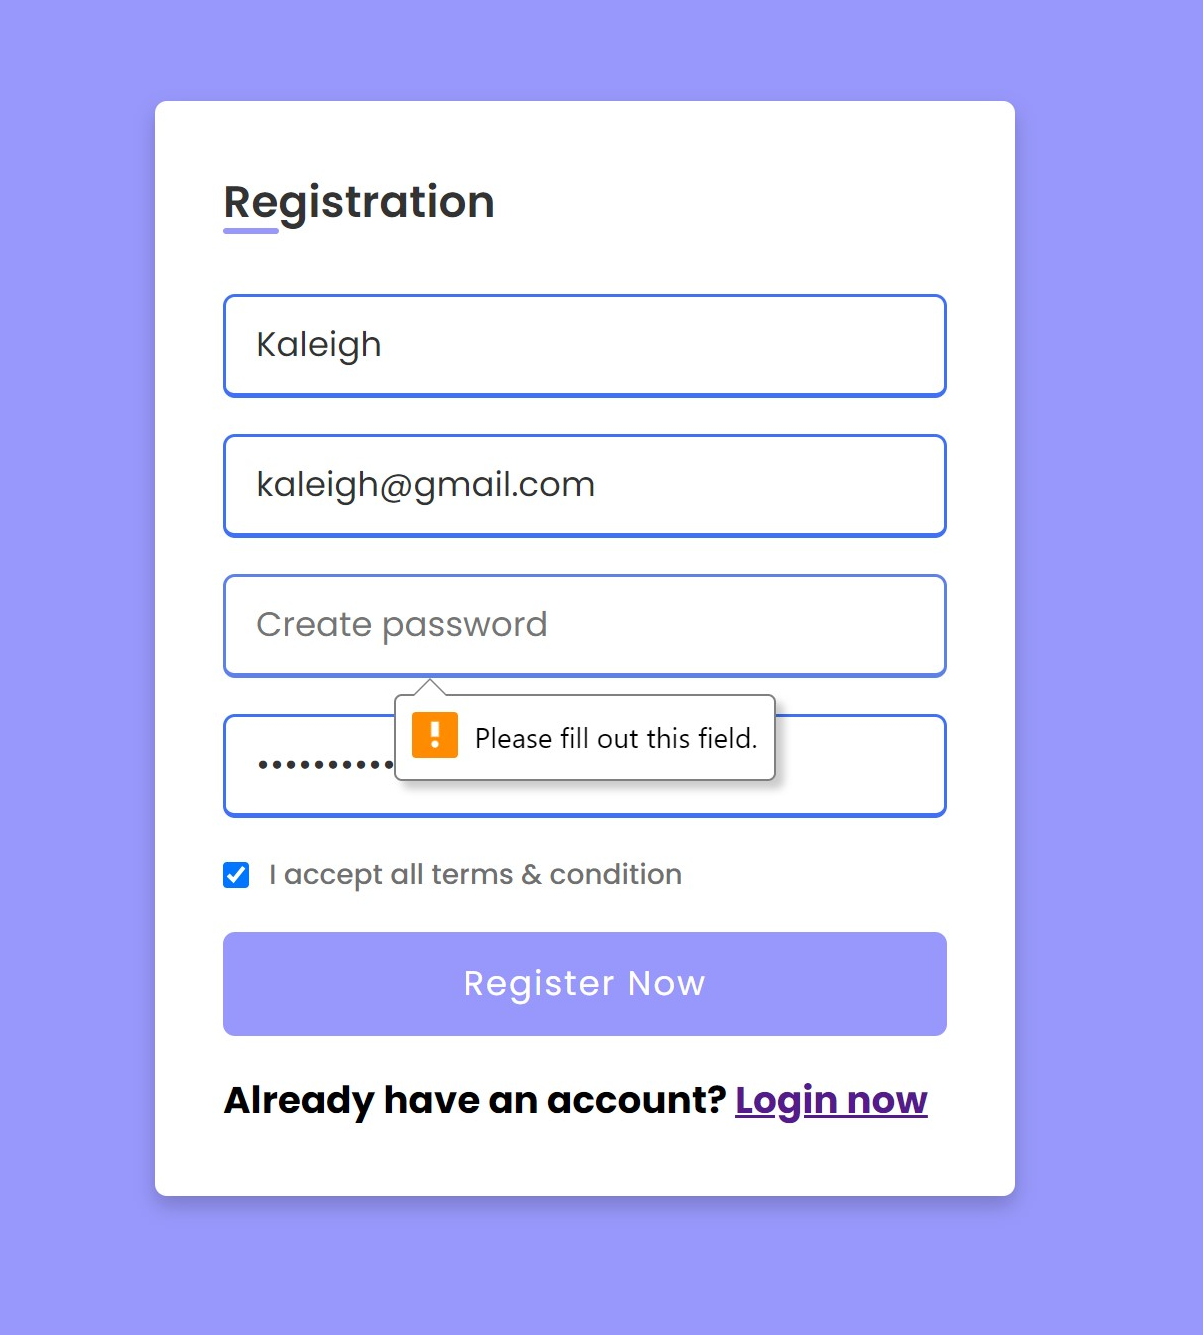 Registration
Kaleigh
kaleigh@gmail.com
Create password
Please fill out this field.
••••••••••
I accept all terms & condition
Register Now
Already have an account? Login now